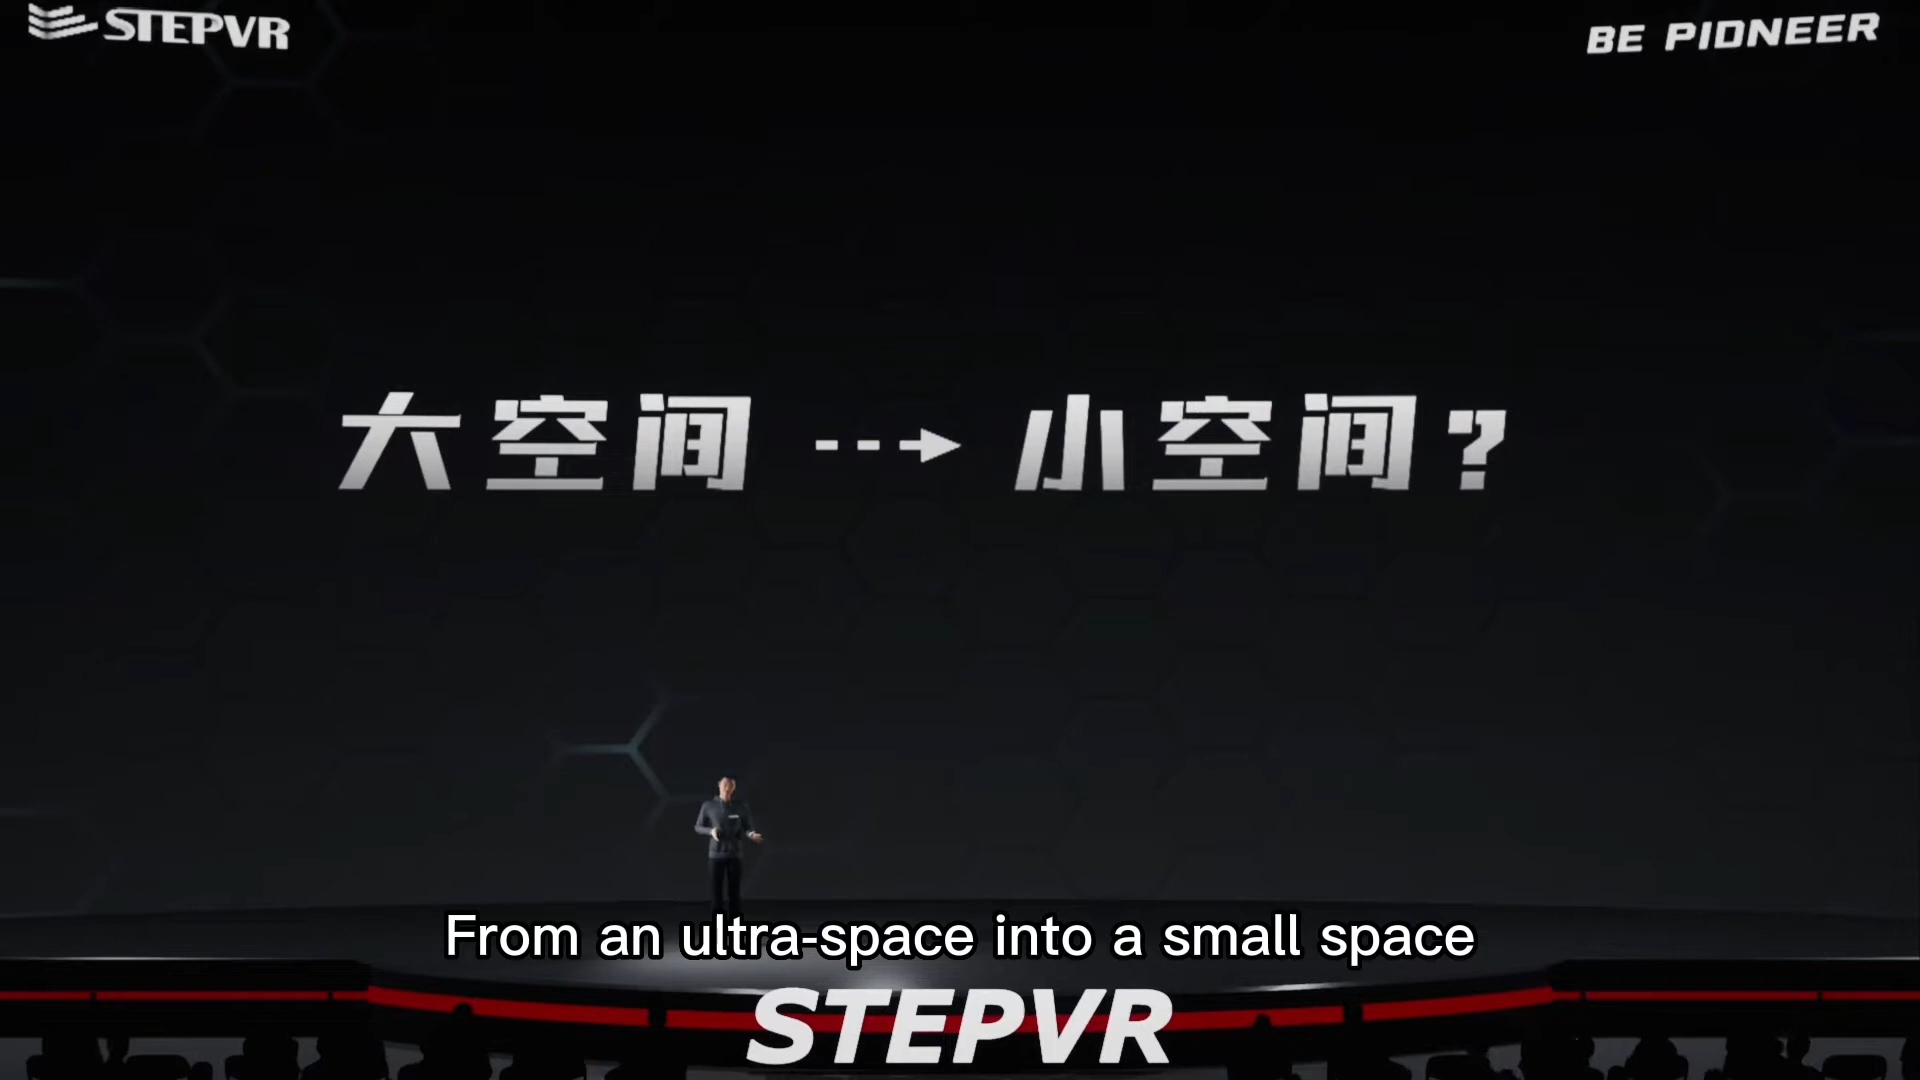 STEPVR
BE PIDNEER
大空间 --→ 小空间?
From an ultra-space into a small space
STEPVR